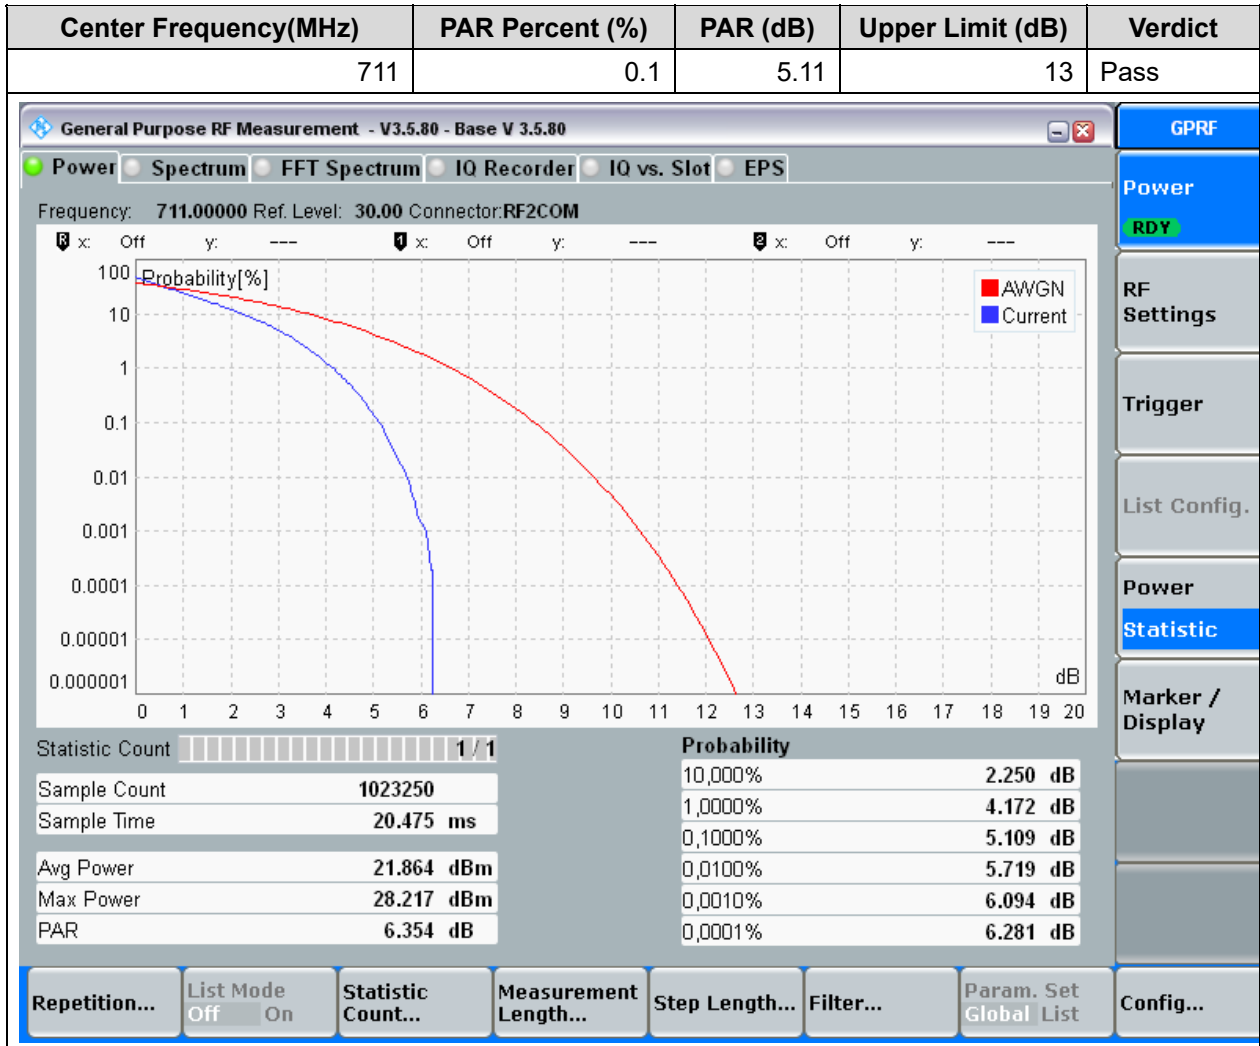 Center Frequency(MHz) PAR Percent (%) PAR (dB) Upper Limit (dB) Verdict
711 0.1 5.11 13 Pass
General Purpose RF Measurement - V3.5.80 - Base V 3.5.80
GPRF
Power Spectrum FFT Spectrum IQ Recorder IQ vs. Slot EPS
Frequency: 711.00000 Ref. Level: 30.00 Connector:RF2COM
R x: Off y: --- 1 x: Off y: --- 2 x: Off y: ---
Probability[%]
100
10
1
0.1
0.01
0.001
0.0001
0.00001
0.000001
AWGN
Current
dB
0 1 2 3 4 5 6 7 8 9 10 11 12 13 14 15 16 17 18 19 20
Statistic Count 1 / 1
Sample Count 1023250
Sample Time 20.475 ms
Avg Power 21.864 dBm
Max Power 28.217 dBm
PAR 6.354 dB
Probability
10,000% 2.250 dB
1,0000% 4.172 dB
0,1000% 5.109 dB
0,0100% 5.719 dB
0,0010% 6.094 dB
0,0001% 6.281 dB
Power
RDY
RF
Settings
Trigger
List Config.
Power
Statistic
Marker /
Display
Repetition...
List Mode
Off On
Statistic
Count...
Measurement
Length...
Step Length...
Filter...
Param. Set
Global List
Config...